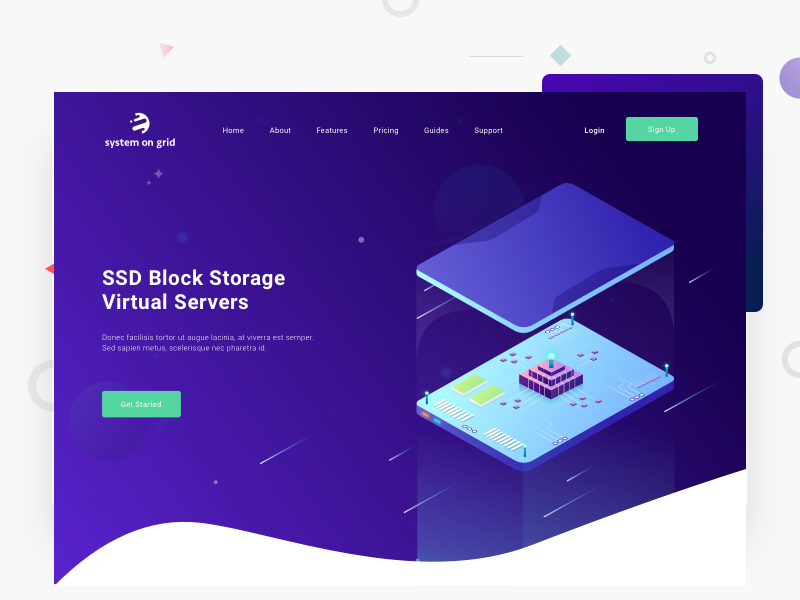 system on grid
Home
About
Features
Pricing
Guides
Support
Login
Sign Up
SSD Block Storage
Virtual Servers
Donec facilisis tortor ut augue lacinia, at viverra est semper.
Sed sapien metus, scelerisque nec pharetra id.
Get Started